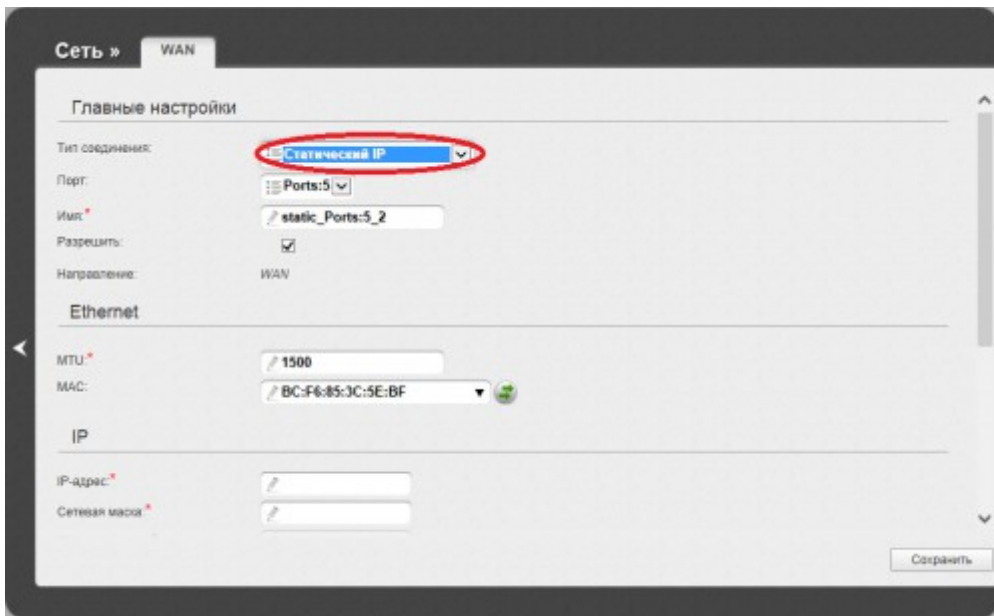 Сеть » WAN
Главные настройки
Тип соединения: Статический IP
Порт: Ports:5
Имя:* static_Ports:5_2
Разрешить:
Направление: WAN
Ethernet
MTU:* 1500
MAC: BC:F6:85:3C:5E:BF
IP
IP-адрес:*
Сетевая маска:*
Сохранить